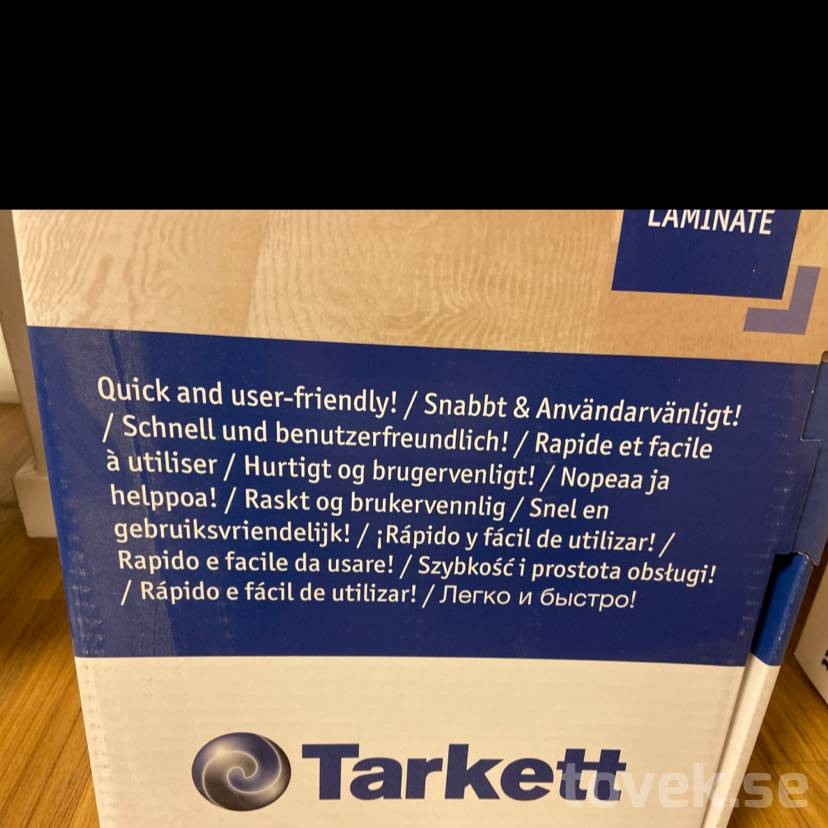 LAMINATE
Quick and user-friendly! / Snabbt & Användarvänligt!
/ Schnell und benutzerfreundlich! / Rapide et facile
à utiliser / Hurtigt og brugervenligt! / Nopeaa ja
helppoa! / Raskt og brukervennlig / Snel en
gebruiksvriendelijk! / ¡Rápido y fácil de utilizar! /
Rapido e facile da usare! / Szybkość i prostota obsługi!
/ Rápido e fácil de utilizar! / Легко и быстро!
Tarkett
tovek.se